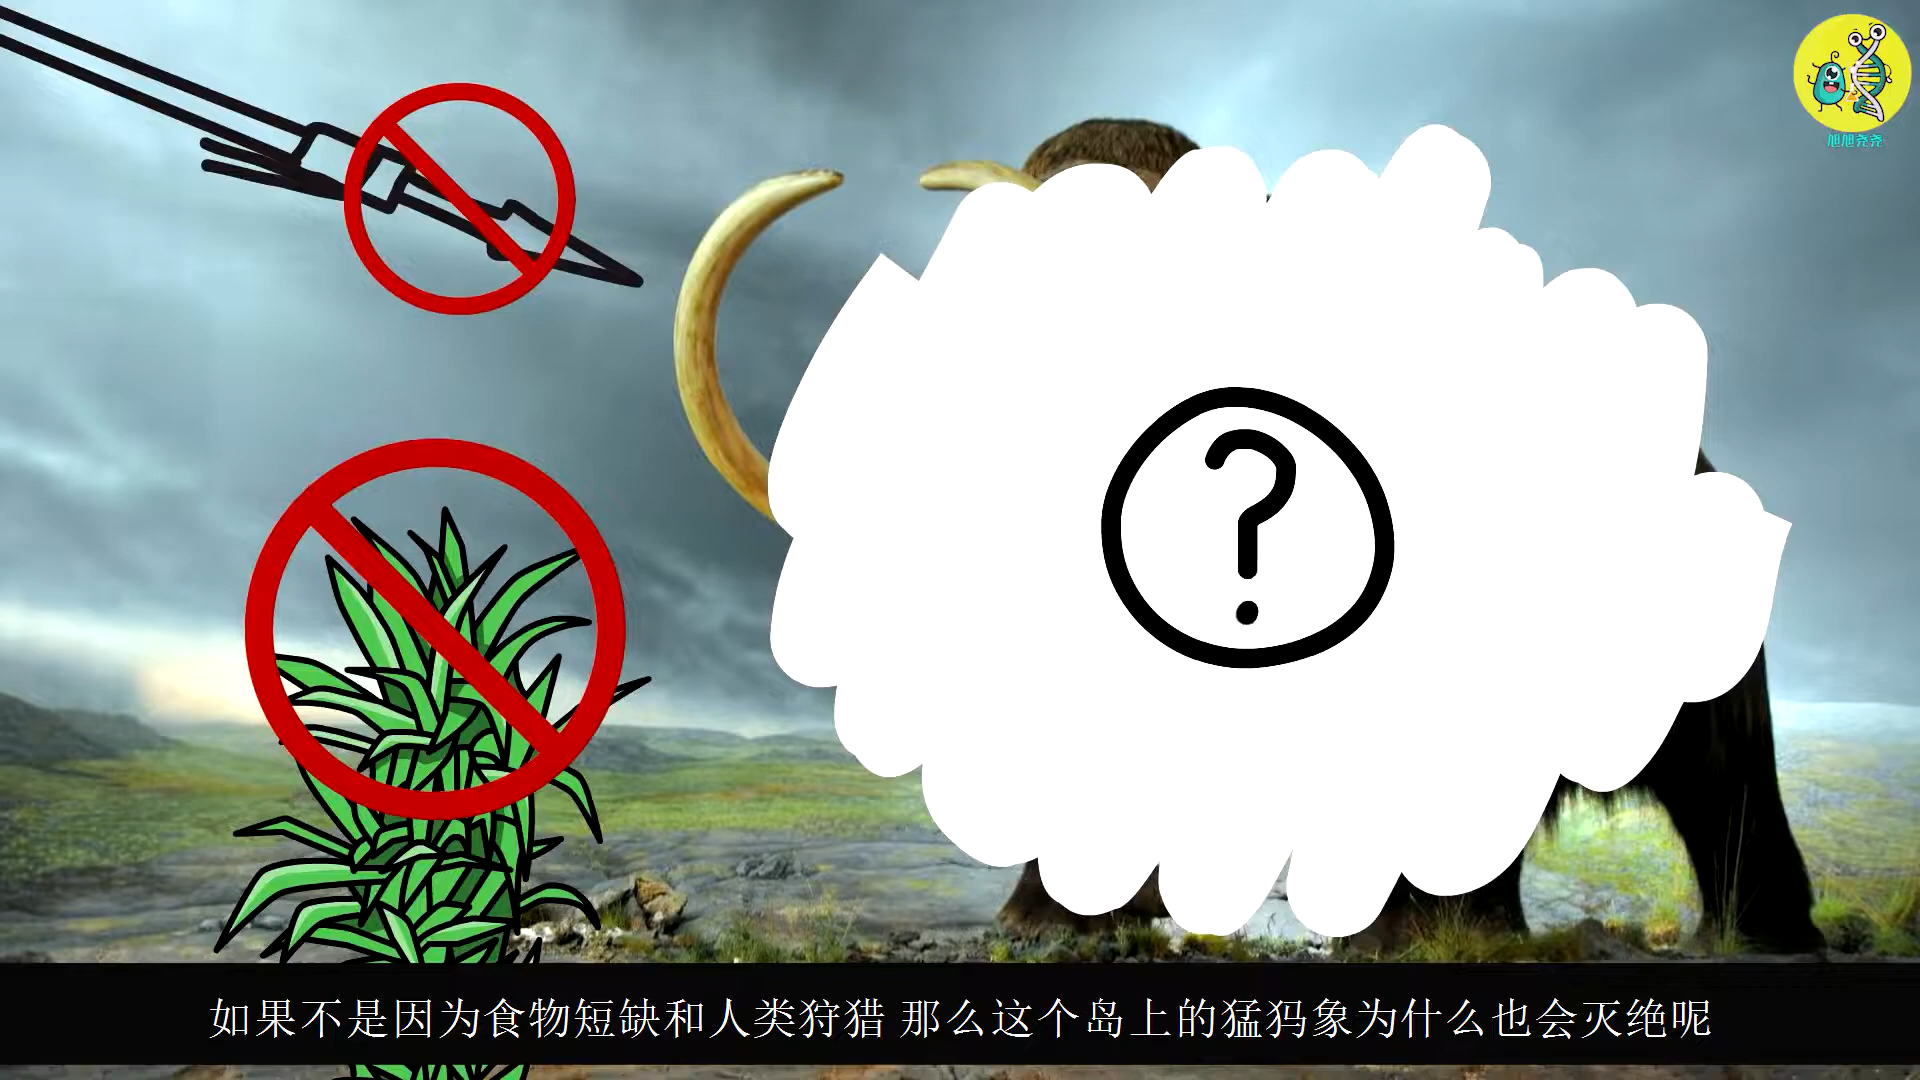 旭旭尧尧
?
如果不是因为食物短缺和人类狩猎 那么这个岛上的猛犸象为什么也会灭绝呢